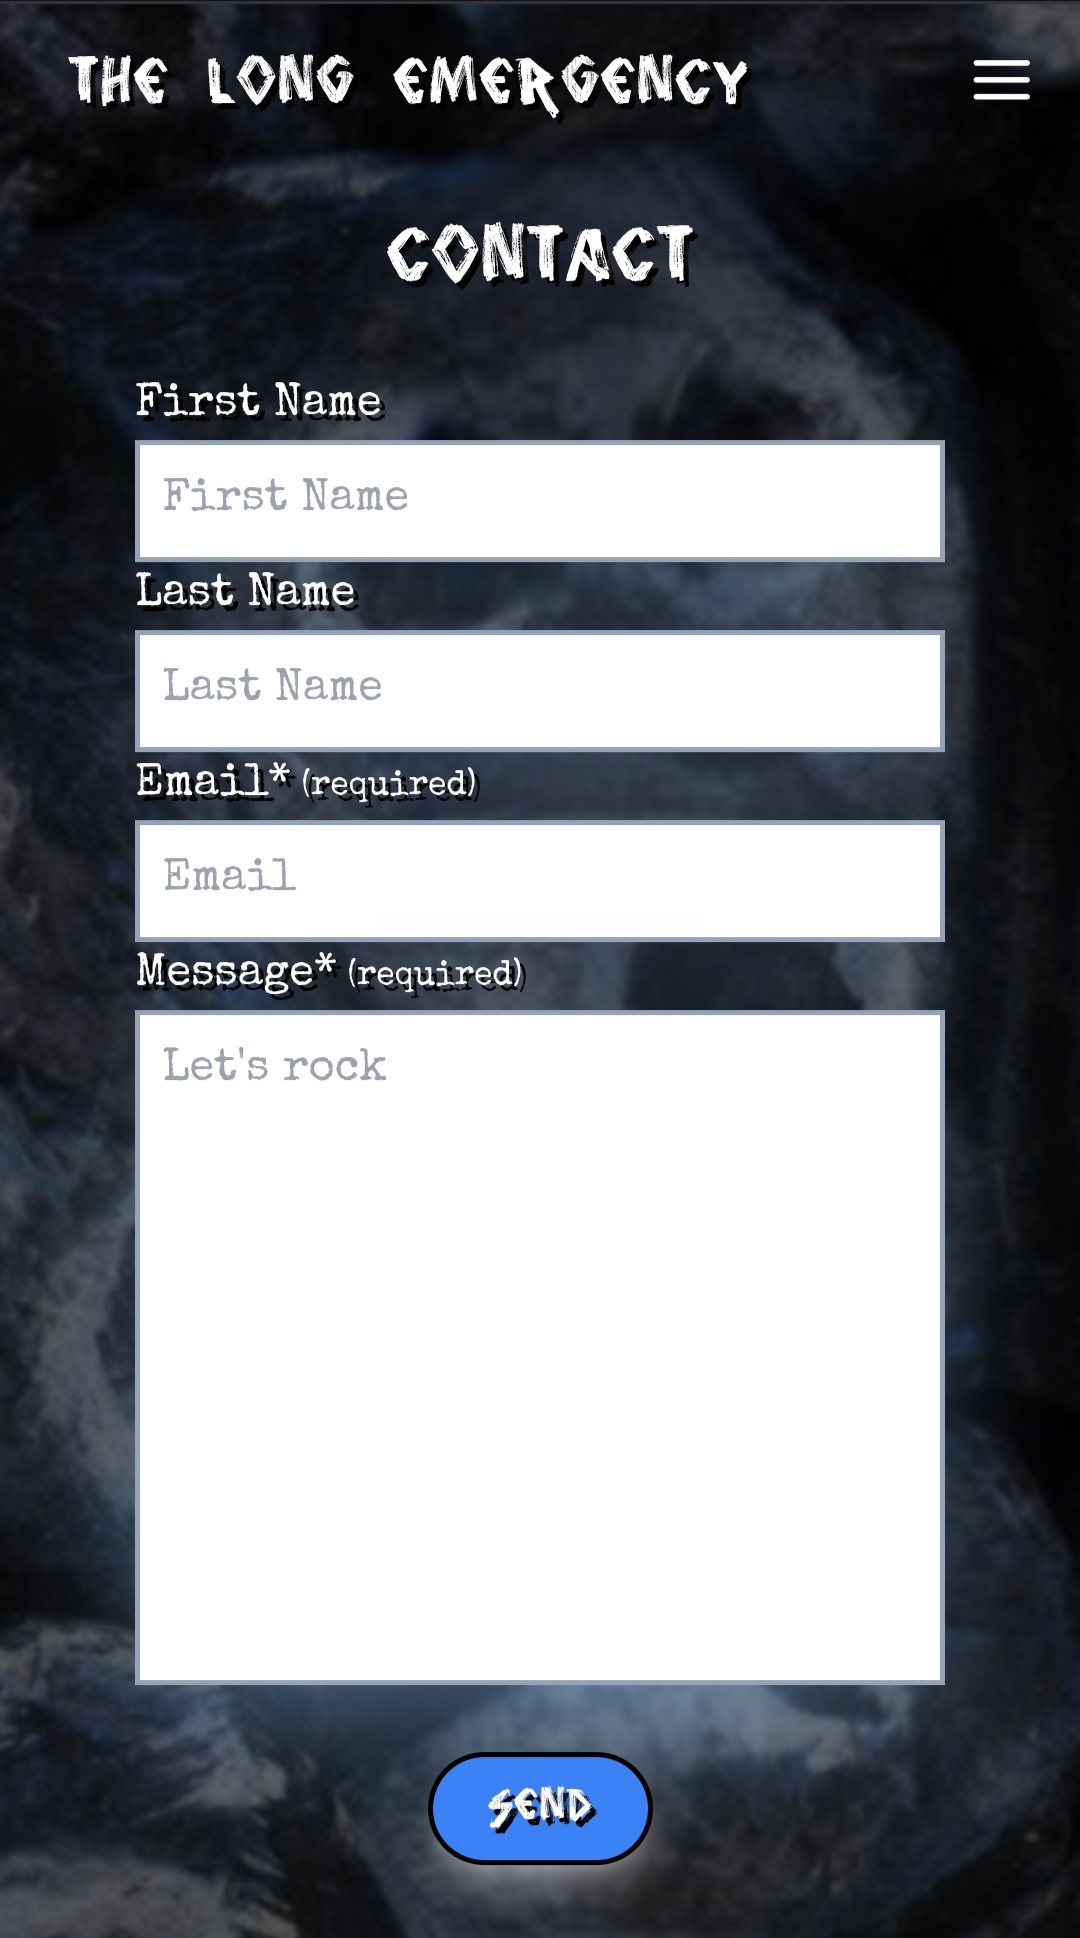 THE LONG EMERGENCY
CONTACT
First Name
First Name
Last Name
Last Name
Email* (required)
Email
Message* (required)
Let's rock
SEND